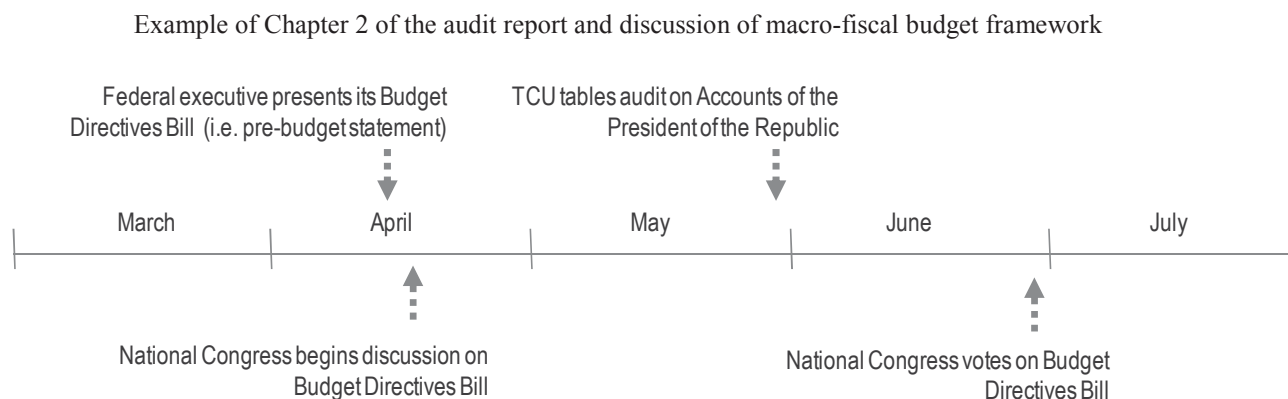 Example of Chapter 2 of the audit report and discussion of macro-fiscal budget framework
Federal executive presents its Budget
Directives Bill (i.e. pre-budget statement)
TCU tables audit on Accounts of the
President of the Republic
March
April
May
June
July
National Congress begins discussion on
Budget Directives Bill
National Congress votes on Budget
Directives Bill